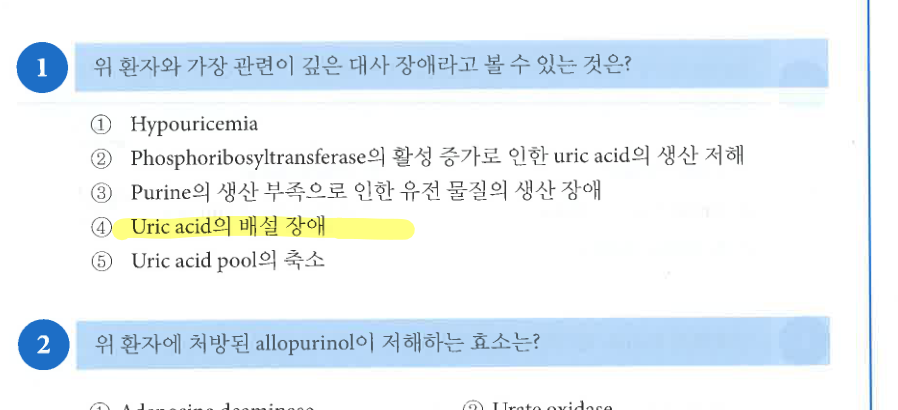 1 위 환자와 가장 관련이 깊은 대사 장애라고 볼 수 있는 것은?
① Hypouricemia
② Phosphoribosyltransferase의 활성 증가로 인한 uric acid의 생산 저해
③ Purine의 생산 부족으로 인한 유전 물질의 생산 장애
④ Uric acid의 배설 장애
⑤ Uric acid pool의 축소
2 위 환자에 처방된 allopurinol이 저해하는 효소는?
① Adenosine deaminase ② Urate oxidase